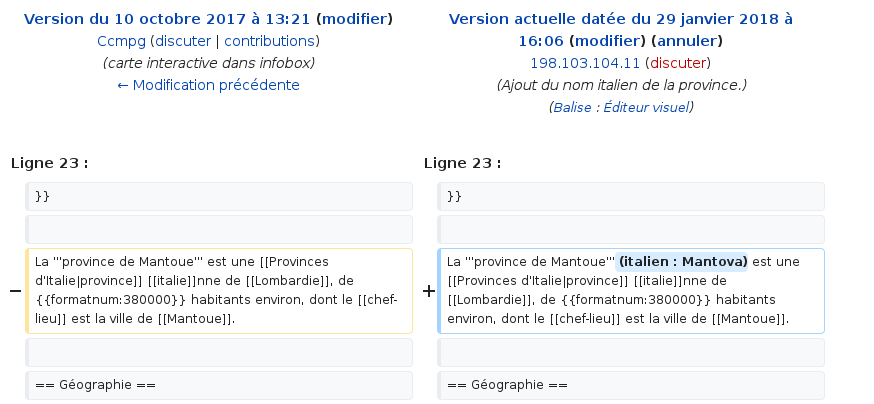 Version du 10 octobre 2017 à 13:21 (modifier)
Ccmpg (discuter | contributions)
(carte interactive dans infobox)
← Modification précédente
Version actuelle datée du 29 janvier 2018 à
16:06 (modifier) (annuler)
198.103.104.11 (discuter)
(Ajout du nom italien de la province.)
(Balise : Éditeur visuel)
Ligne 23 :
Ligne 23 :
}}
}}
− La '''province de Mantoue''' est une [[Provinces
d'Italie|province]] [[italie]]nne de [[Lombardie]], de
{{formatnum:380000}} habitants environ, dont le [[chef-
lieu]] est la ville de [[Mantoue]].
+ La '''province de Mantoue''' (italien : Mantova) est une
[[Provinces d'Italie|province]] [[italie]]nne de
[[Lombardie]], de {{formatnum:380000}} habitants
environ, dont le [[chef-lieu]] est la ville de [[Mantoue]].
== Géographie ==
== Géographie ==